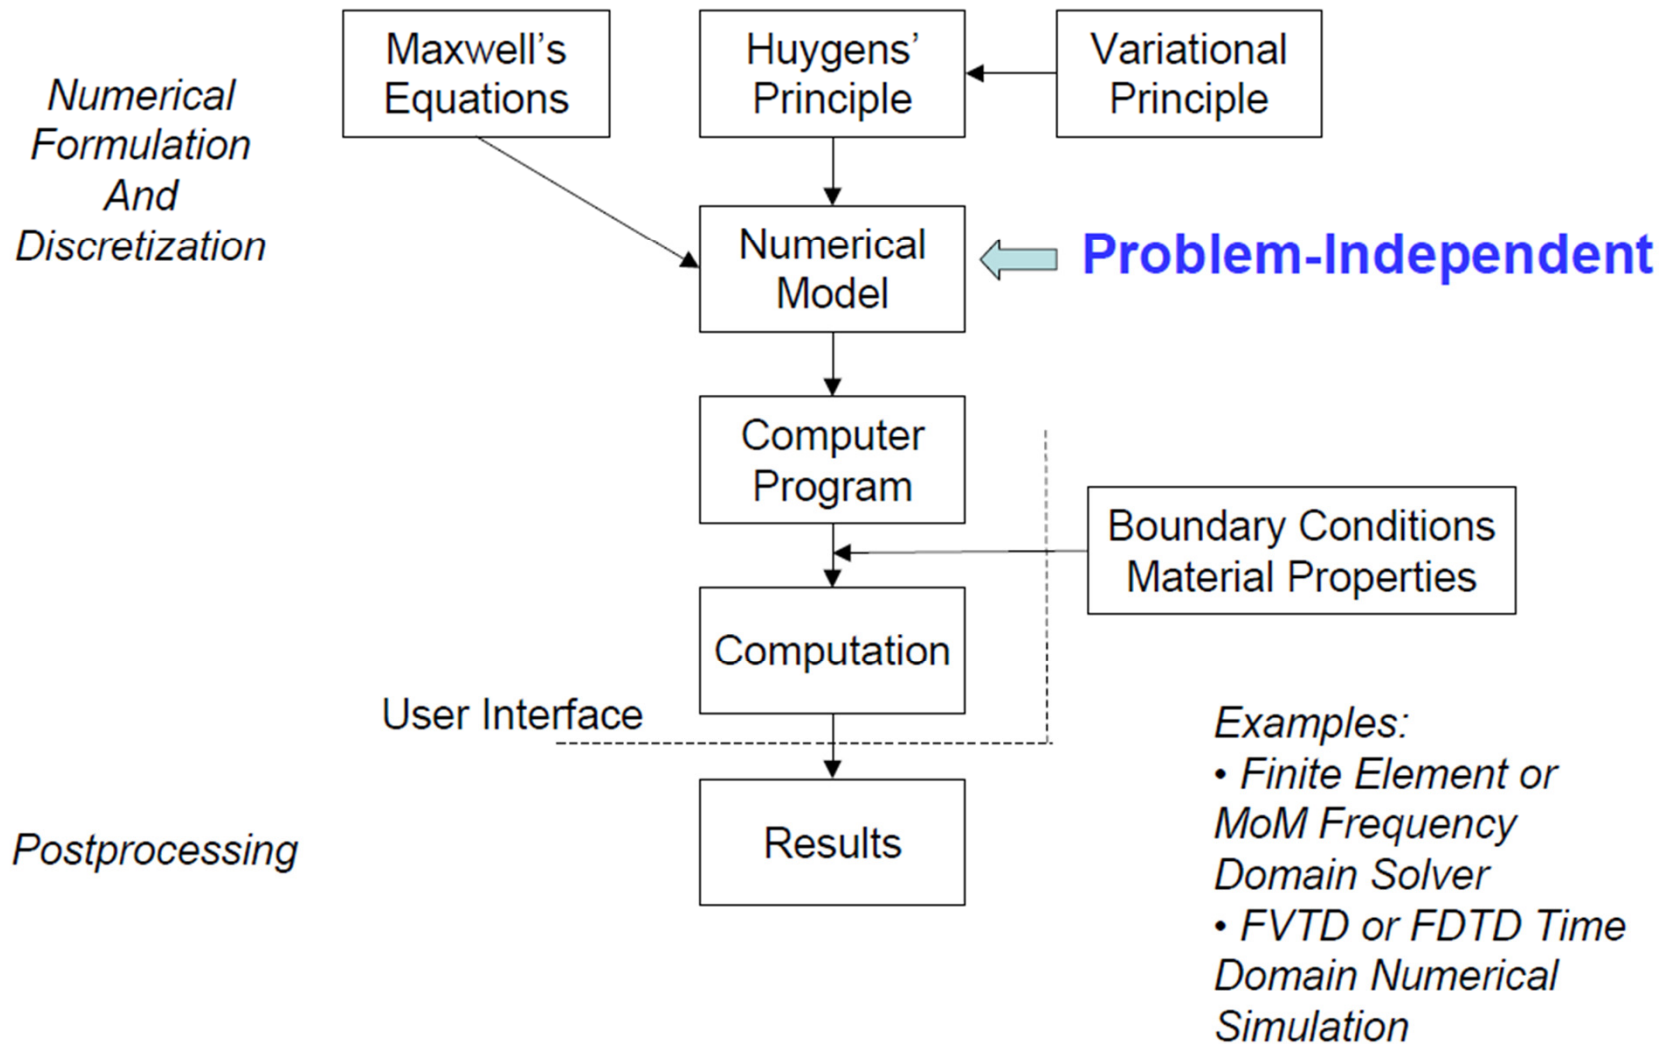 Maxwell's
Equations
Huygens'
Principle
Variational
Principle
Numerical
Formulation
And
Discretization
Numerical
Model
Problem-Independent
Computer
Program
Boundary Conditions
Material Properties
Computation
User Interface
Results
Postprocessing
Examples:
• Finite Element or
MoM Frequency
Domain Solver
• FVTD or FDTD Time
Domain Numerical
Simulation